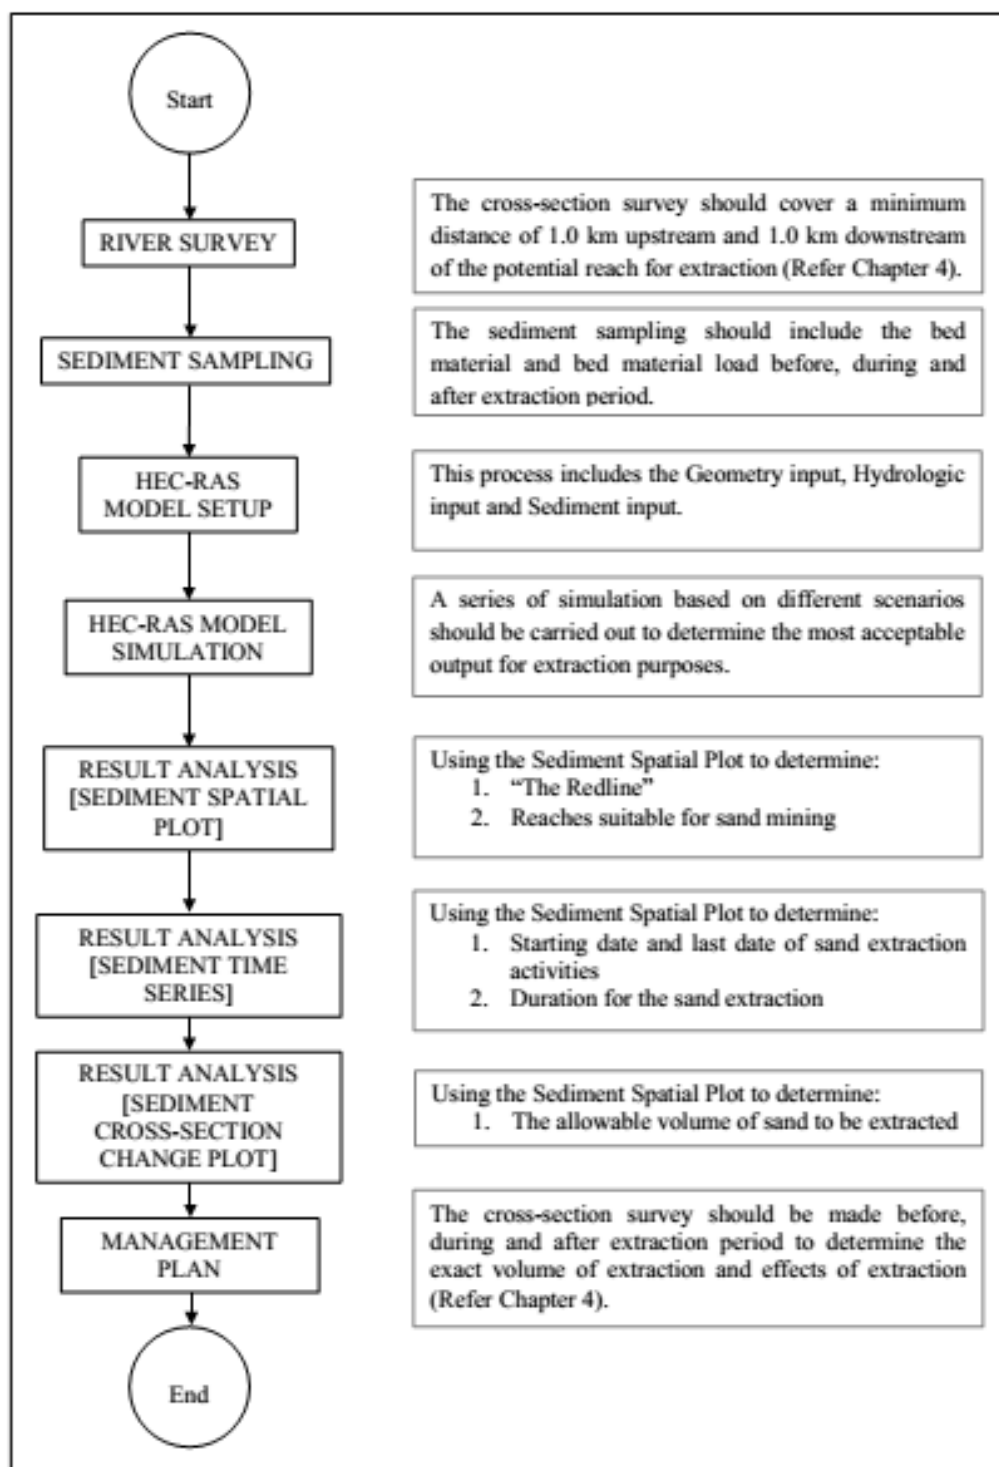 Start
RIVER SURVEY
The cross-section survey should cover a minimum
distance of 1.0 km upstream and 1.0 km downstream
of the potential reach for extraction (Refer Chapter 4).
SEDIMENT SAMPLING
The sediment sampling should include the bed
material and bed material load before, during and
after extraction period.
HEC-RAS
MODEL SETUP
This process includes the Geometry input, Hydrologic
input and Sediment input.
HEC-RAS MODEL
SIMULATION
A series of simulation based on different scenarios
should be carried out to determine the most acceptable
output for extraction purposes.
RESULT ANALYSIS
[SEDIMENT SPATIAL
PLOT]
Using the Sediment Spatial Plot to determine:
1. “The Redline”
2. Reaches suitable for sand mining
RESULT ANALYSIS
[SEDIMENT TIME
SERIES]
Using the Sediment Spatial Plot to determine:
1. Starting date and last date of sand extraction
activities
2. Duration for the sand extraction
RESULT ANALYSIS
[SEDIMENT
CROSS-SECTION
CHANGE PLOT]
Using the Sediment Spatial Plot to determine:
1. The allowable volume of sand to be extracted
MANAGEMENT
PLAN
The cross-section survey should be made before,
during and after extraction period to determine the
exact volume of extraction and effects of extraction
(Refer Chapter 4).
End